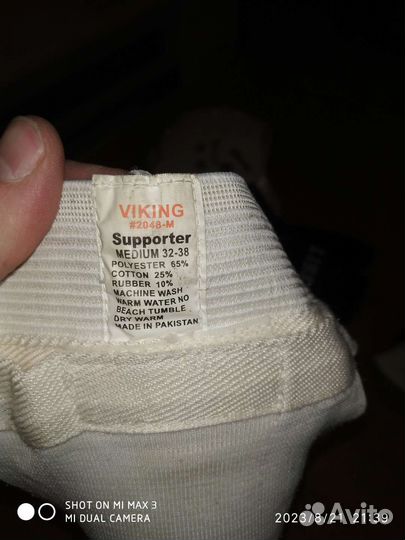 VIKING
#2048-M
Supporter
MEDIUM 32-38
POLYESTER 65%
COTTON 25%
RUBBER 10%
MACHINE WASH
WARM WATER NO
BEACH TUMBLE
DRY WARM
MADE IN PAKISTAN
SHOT ON MI MAX 3
MI DUAL CAMERA
2023/8/21 21:39
Avito